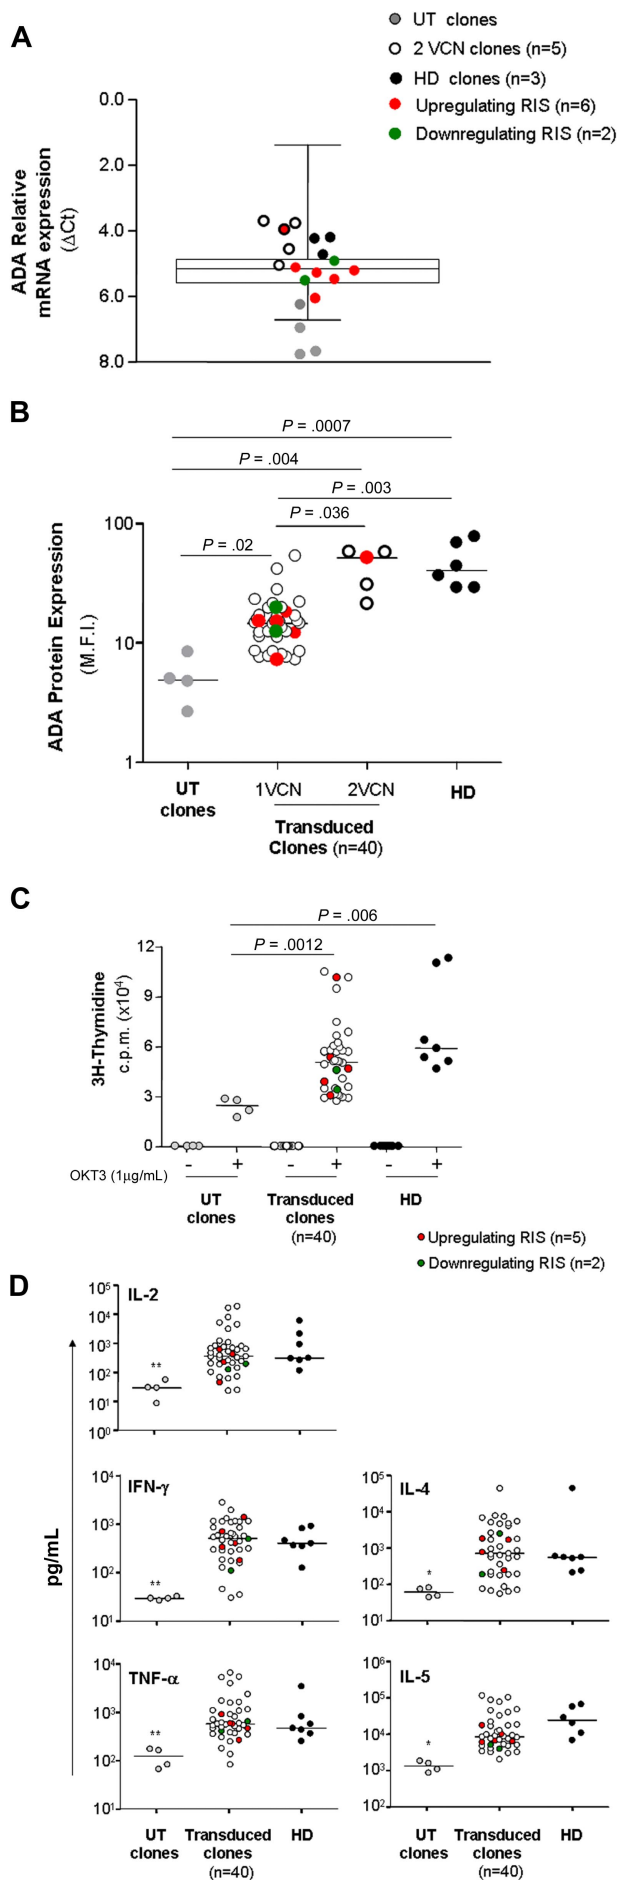 A
UT clones
2 VCN clones (n=5)
HD clones (n=3)
Upregulating RIS (n=6)
Downregulating RIS (n=2)
ADA Relative
mRNA expression
(ΔCt)
0.0
2.0
4.0
6.0
8.0
B
P = .0007
P = .004
P = .003
P = .036
P = .02
ADA Protein Expression
(M.F.I.)
100
10
1
UT
clones
1VCN
2VCN
HD
Transduced
Clones (n=40)
C
P = .006
P = .0012
3H-Thymidine
c.p.m. (x10⁴)
12
9
6
3
0
OKT3 (1µg/mL)
- + - + - +
UT
clones
Transduced
clones
(n=40)
HD
Upregulating RIS (n=5)
Downregulating RIS (n=2)
D
pg/mL
IL-2
10⁵
10⁴
10³
10²
10¹
10⁰
**
IFN-γ
10⁴
10³
10²
10¹
**
IL-4
10⁵
10⁴
10³
10²
10¹
*
TNF-α
10⁴
10³
10²
10¹
**
IL-5
10⁶
10⁵
10⁴
10³
10²
*
UT
clones
Transduced
clones
(n=40)
HD
UT
clones
Transduced
clones
(n=40)
HD